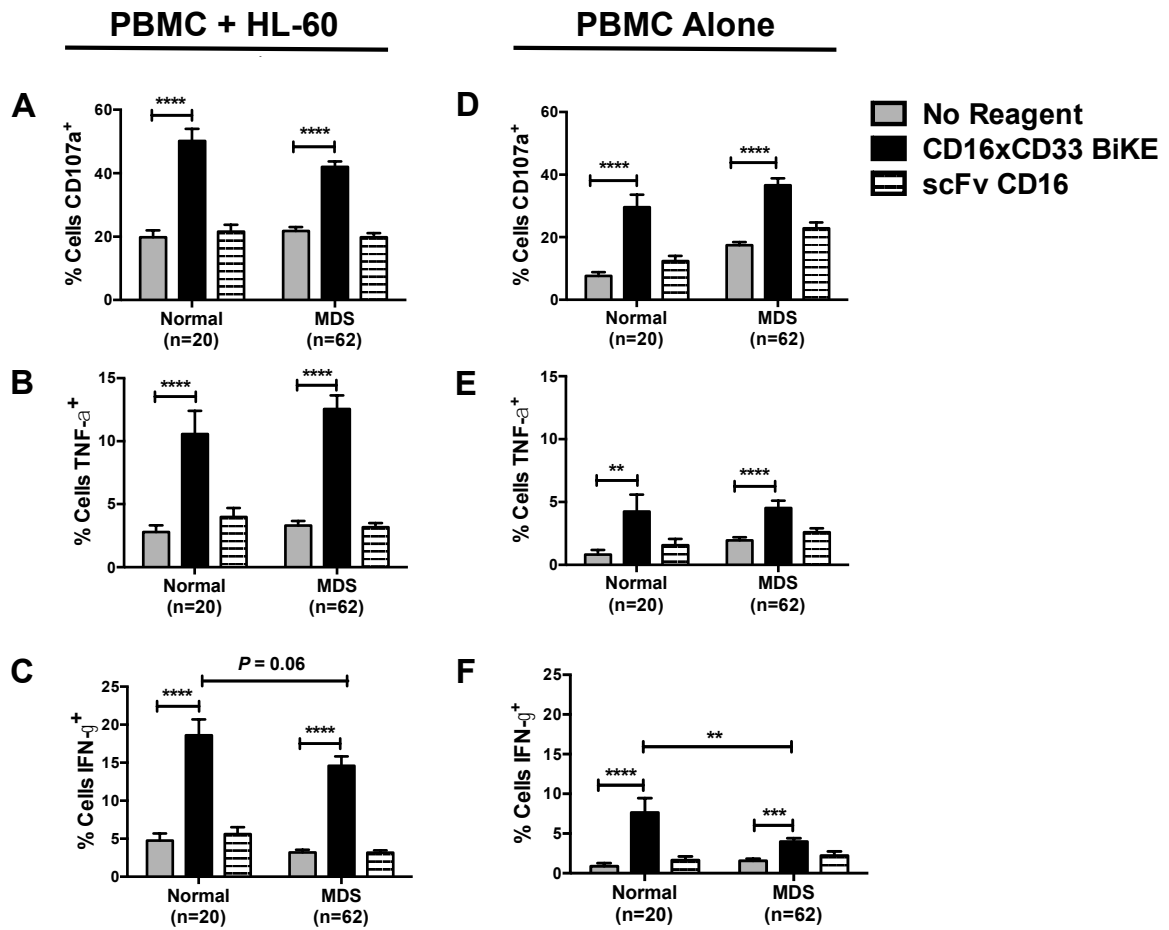 PBMC + HL-60
PBMC Alone
No Reagent
CD16xCD33 BiKE
scFv CD16
A
% Cells CD107a+
60
40
20
0
****
****
Normal
(n=20)
MDS
(n=62)
D
% Cells CD107a+
60
40
20
0
****
****
Normal
(n=20)
MDS
(n=62)
B
% Cells TNF-a+
15
10
5
0
****
****
Normal
(n=20)
MDS
(n=62)
E
% Cells TNF-a+
15
10
5
0
**
****
Normal
(n=20)
MDS
(n=62)
C
% Cells IFN-g+
25
20
15
10
5
0
P = 0.06
****
****
Normal
(n=20)
MDS
(n=62)
F
% Cells IFN-g+
25
20
15
10
5
0
**
****
***
Normal
(n=20)
MDS
(n=62)